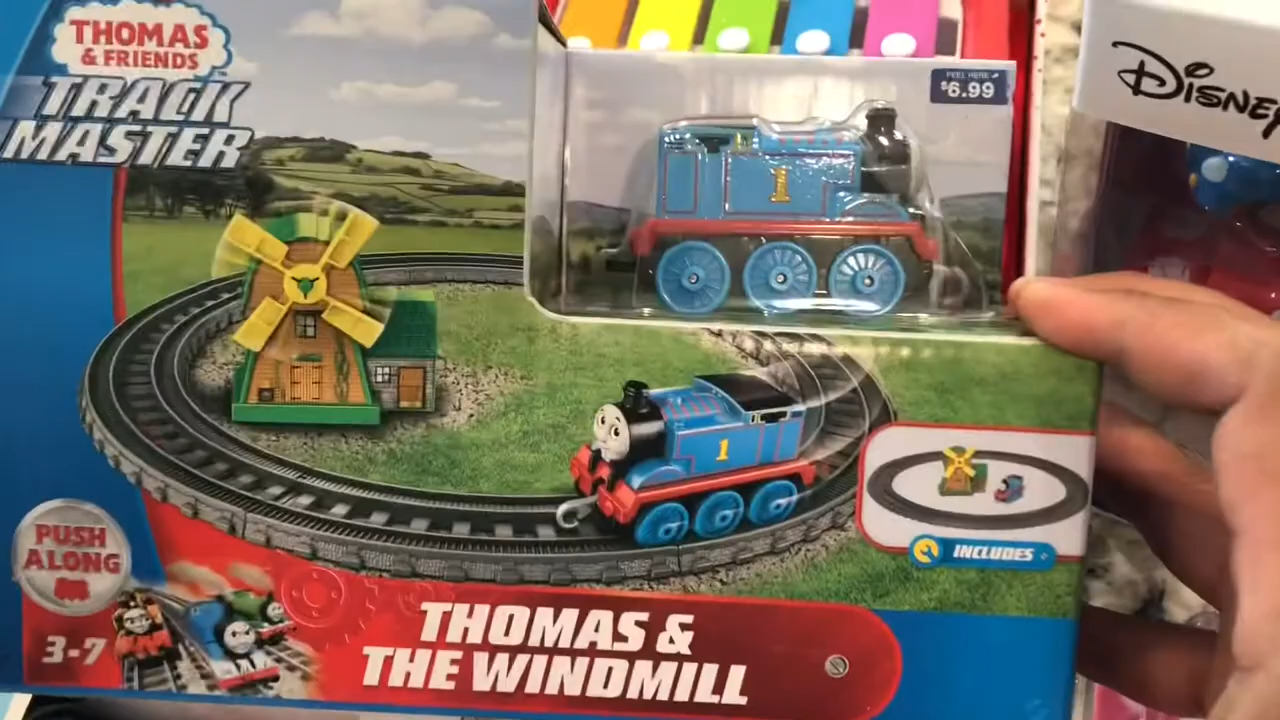 THOMAS
& FRIENDS
TRACK
MASTER
PEEL HERE
$6.99
DISNEY
1
1
INCLUDES
PUSH
ALONG
3-7
THOMAS &
THE WINDMILL